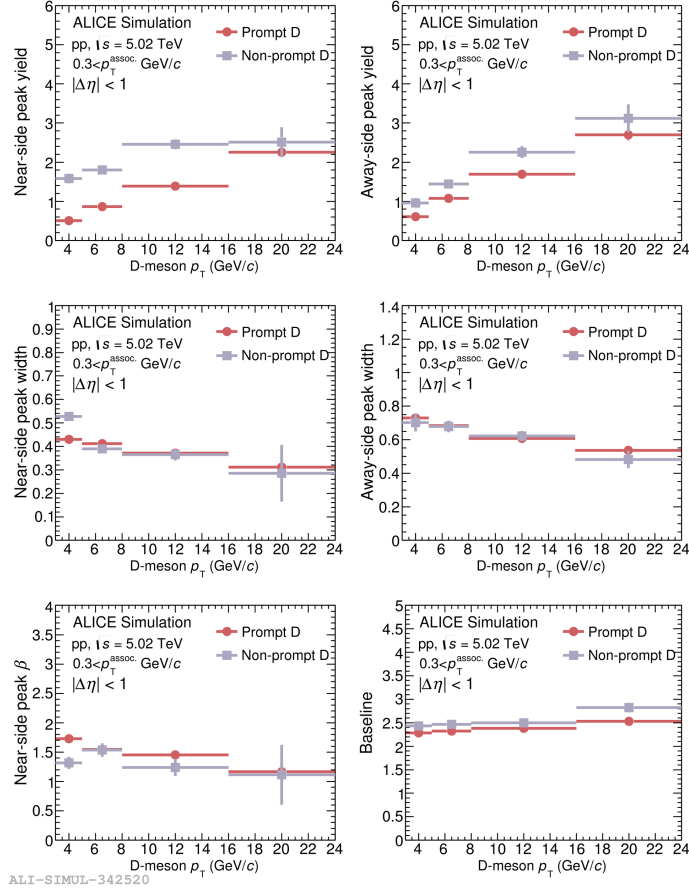 ALICE Simulation
pp, √s = 5.02 TeV
0.3<p_T^assoc. GeV/c
|Δη| < 1
Prompt D
Non-prompt D
Near-side peak yield
6
5
4
3
2
1
0
4 6 8 10 12 14 16 18 20 22 24
D-meson p_T (GeV/c)
ALICE Simulation
pp, √s = 5.02 TeV
0.3<p_T^assoc. GeV/c
|Δη| < 1
Prompt D
Non-prompt D
Away-side peak yield
6
5
4
3
2
1
0
4 6 8 10 12 14 16 18 20 22 24
D-meson p_T (GeV/c)
ALICE Simulation
pp, √s = 5.02 TeV
0.3<p_T^assoc. GeV/c
|Δη| < 1
Prompt D
Non-prompt D
Near-side peak width
1
0.9
0.8
0.7
0.6
0.5
0.4
0.3
0.2
0.1
0
4 6 8 10 12 14 16 18 20 22 24
D-meson p_T (GeV/c)
ALICE Simulation
pp, √s = 5.02 TeV
0.3<p_T^assoc. GeV/c
|Δη| < 1
Prompt D
Non-prompt D
Away-side peak width
1.4
1.2
1
0.8
0.6
0.4
0.2
0
4 6 8 10 12 14 16 18 20 22 24
D-meson p_T (GeV/c)
ALICE Simulation
pp, √s = 5.02 TeV
0.3<p_T^assoc. GeV/c
|Δη| < 1
Prompt D
Non-prompt D
Near-side peak β
4
3.5
3
2.5
2
1.5
1
0.5
0
4 6 8 10 12 14 16 18 20 22 24
D-meson p_T (GeV/c)
ALICE Simulation
pp, √s = 5.02 TeV
0.3<p_T^assoc. GeV/c
|Δη| < 1
Prompt D
Non-prompt D
Baseline
5
4.5
4
3.5
3
2.5
2
1.5
1
0.5
0
4 6 8 10 12 14 16 18 20 22 24
D-meson p_T (GeV/c)
ALI-SIMUL-342520